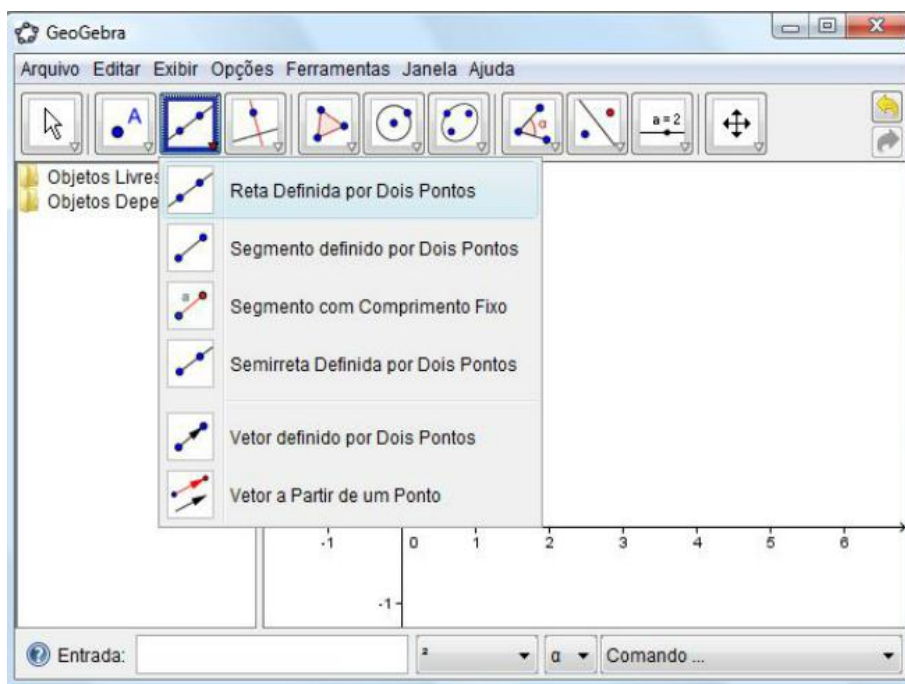 GeoGebra
Arquivo Editar Exibir Opções Ferramentas Janela Ajuda
A
α
a = 2
Objetos Livres
Objetos Depe
Reta Definida por Dois Pontos
Segmento definido por Dois Pontos
a
Segmento com Comprimento Fixo
Semirreta Definida por Dois Pontos
Vetor definido por Dois Pontos
Vetor a Partir de um Ponto
-1 0 1 2 3 4 5 6
-1
Entrada: ² α Comando ...